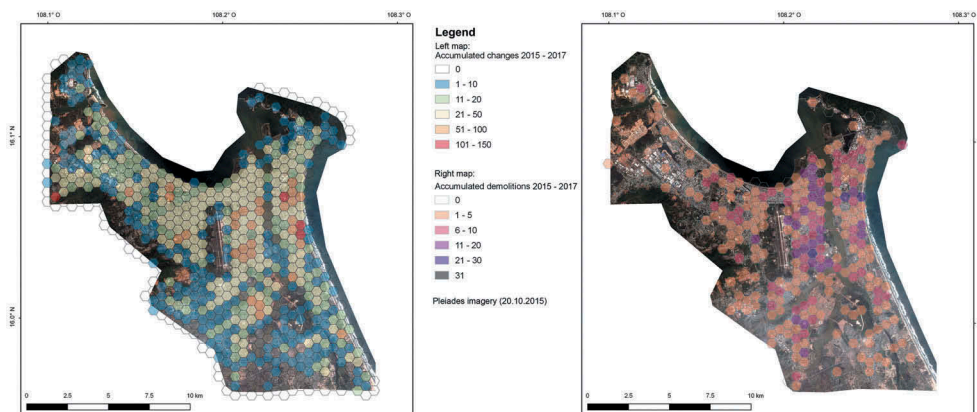 108.1° O
108.2° O
108.3° O
16.1° N
16.0° N
0
2.5
5
7.5
10 km
Legend
Left map:
Accumulated changes 2015 - 2017
0
1 - 10
11 - 20
21 - 50
51 - 100
101 - 150
Right map:
Accumulated demolitions 2015 - 2017
0
1 - 5
6 - 10
11 - 20
21 - 30
31
Pleiades imagery (20.10.2015)
108.1° O
108.2° O
108.3° O
0
2.5
5
7.5
10 km